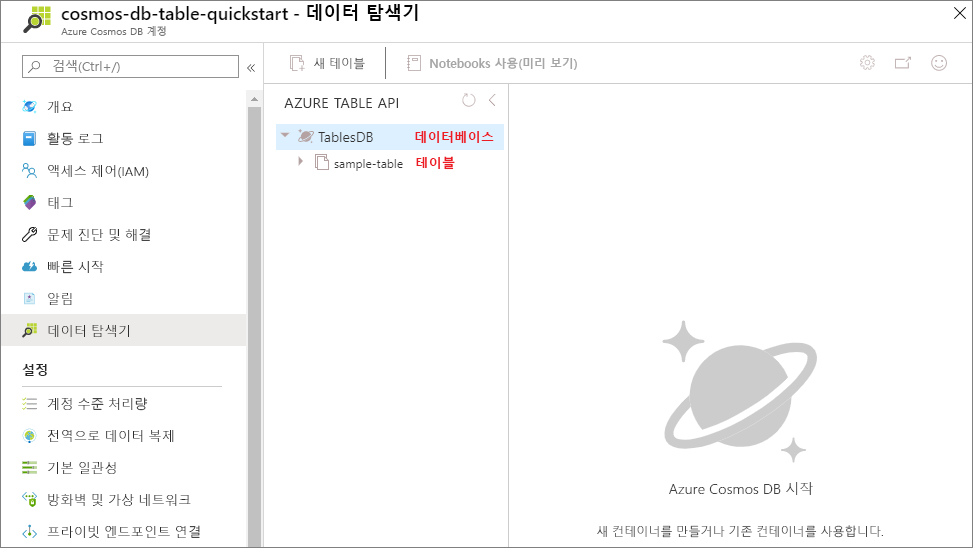 cosmos-db-table-quickstart - 데이터 탐색기
Azure Cosmos DB 계정
검색(Ctrl+/)
개요
활동 로그
액세스 제어(IAM)
태그
문제 진단 및 해결
빠른 시작
알림
데이터 탐색기
설정
계정 수준 처리량
전역으로 데이터 복제
기본 일관성
방화벽 및 가상 네트워크
프라이빗 엔드포인트 연결
새 테이블
Notebooks 사용(미리 보기)
AZURE TABLE API
TablesDB 데이터베이스
sample-table 테이블
Azure Cosmos DB 시작
새 컨테이너를 만들거나 기존 컨테이너를 사용합니다.